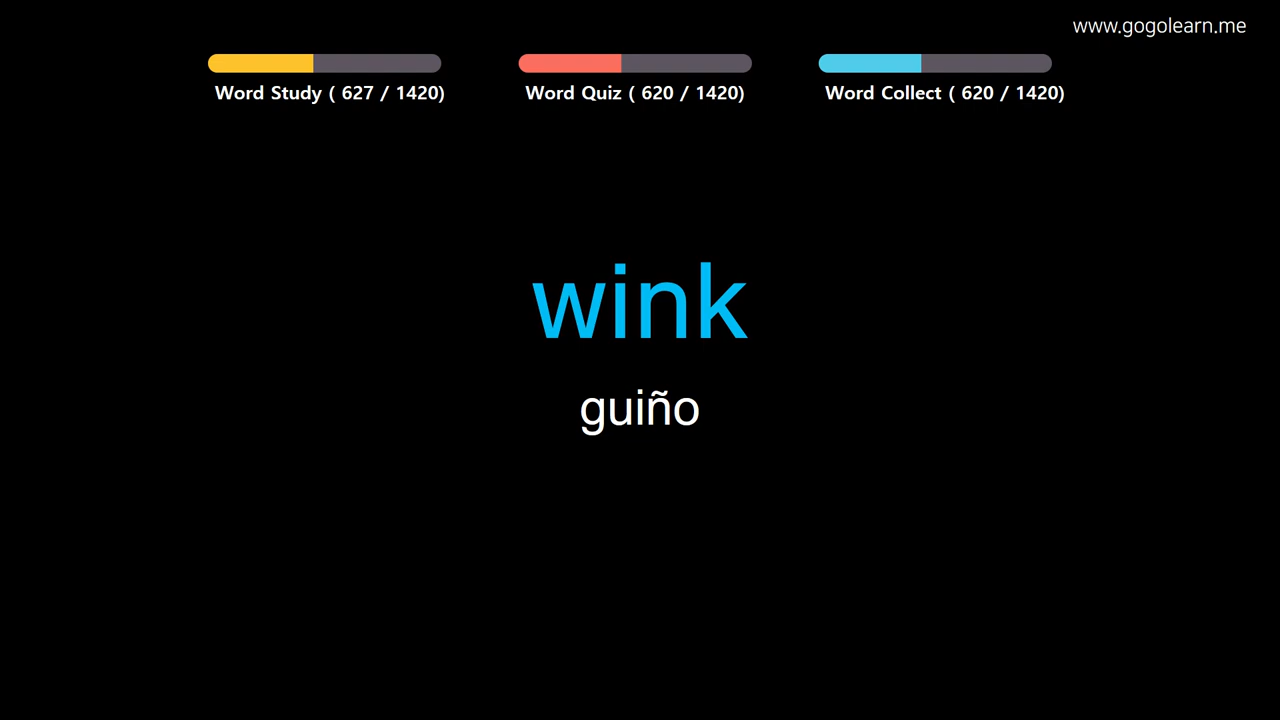 www.gogolearn.me
Word Study ( 627 / 1420)
Word Quiz ( 620 / 1420)
Word Collect ( 620 / 1420)
wink
guiño